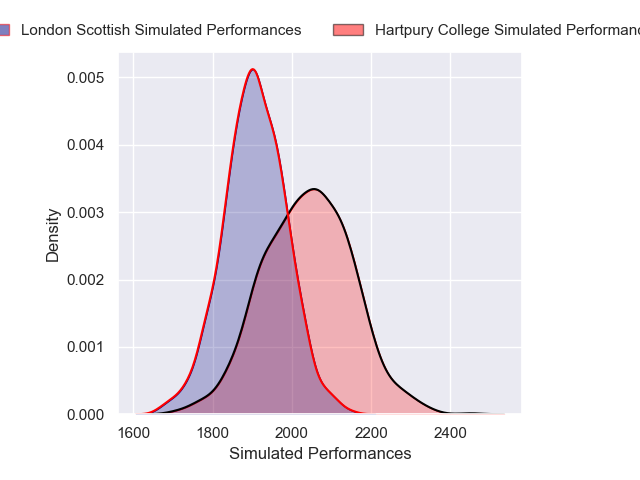 London Scottish Simulated Performances
Hartpury College Simulated Performan
0.005
0.004
0.003
0.002
0.001
0.000
Density
1600 1800 2000 2200 2400
Simulated Performances